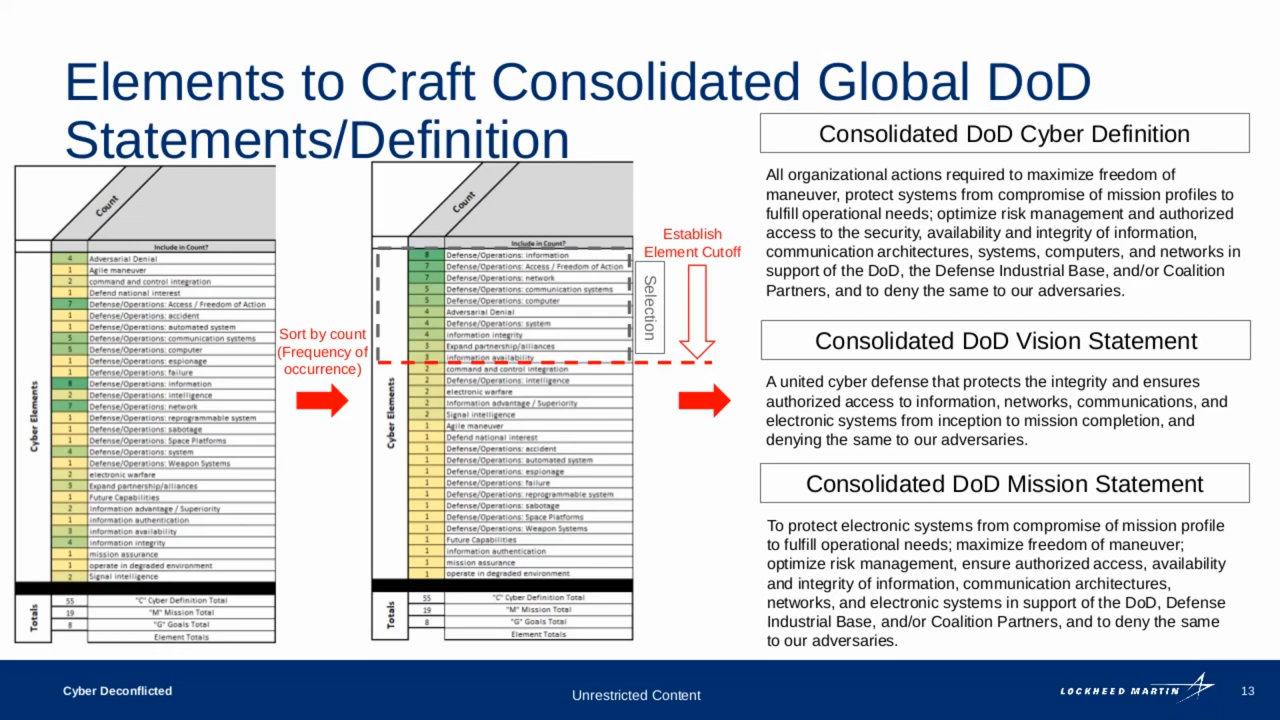 Elements to Craft Consolidated Global DoD
Statements/Definition
Count
Include in Count?
Cyber Elements
4 Adversarial Denial
1 Agile maneuver
2 command and control integration
1 Defend national interest
7 Defense/Operations: Access / Freedom of Action
1 Defense/Operations: accident
1 Defense/Operations: automated system
5 Defense/Operations: communication systems
5 Defense/Operations: computer
1 Defense/Operations: espionage
1 Defense/Operations: failure
8 Defense/Operations: information
2 Defense/Operations: intelligence
7 Defense/Operations: network
1 Defense/Operations: reprogrammable system
1 Defense/Operations: sabotage
1 Defense/Operations: Space Platforms
4 Defense/Operations: system
1 Defense/Operations: Weapon Systems
2 electronic warfare
3 Expand partnership/alliances
1 Future Capabilities
2 Information advantage / Superiority
1 information authentication
3 information availability
4 information integrity
1 mission assurance
1 operate in degraded environment
2 Signal intelligence
Totals
55 "C" Cyber Definition Total
19 "M" Mission Total
8 "G" Goals Total
Element Totals
Sort by count
(Frequency of
occurrence)
Count
Include in Count?
Cyber Elements
8 Defense/Operations: information
7 Defense/Operations: Access / Freedom of Action
7 Defense/Operations: network
5 Defense/Operations: communication systems
5 Defense/Operations: computer
4 Adversarial Denial
4 Defense/Operations: system
4 information integrity
3 Expand partnership/alliances
3 information availability
2 command and control integration
2 Defense/Operations: intelligence
2 electronic warfare
2 Information advantage / Superiority
2 Signal intelligence
1 Agile maneuver
1 Defend national interest
1 Defense/Operations: accident
1 Defense/Operations: automated system
1 Defense/Operations: espionage
1 Defense/Operations: failure
1 Defense/Operations: reprogrammable system
1 Defense/Operations: sabotage
1 Defense/Operations: Space Platforms
1 Defense/Operations: Weapon Systems
1 Future Capabilities
1 information authentication
1 mission assurance
1 operate in degraded environment
Totals
55 "C" Cyber Definition Total
19 "M" Mission Total
8 "G" Goals Total
Element Totals
Establish
Element Cutoff
Selection
Consolidated DoD Cyber Definition
All organizational actions required to maximize freedom of
maneuver, protect systems from compromise of mission profiles to
fulfill operational needs; optimize risk management and authorized
access to the security, availability and integrity of information,
communication architectures, systems, computers, and networks in
support of the DoD, the Defense Industrial Base, and/or Coalition
Partners, and to deny the same to our adversaries.
Consolidated DoD Vision Statement
A united cyber defense that protects the integrity and ensures
authorized access to information, networks, communications and
electronic systems from inception to mission completion, and
denying the same to our adversaries.
Consolidated DoD Mission Statement
To protect electronic systems from compromise of mission profile
to fulfill operational needs; maximize freedom of maneuver;
optimize risk management, ensure authorized access, availability
and integrity of information, communication architectures,
networks, and electronic systems in support of the DoD, Defense
Industrial Base, and/or Coalition Partners, and to deny the same
to our adversaries.
Cyber Deconflicted
Unrestricted Content
LOCKHEED MARTIN
13